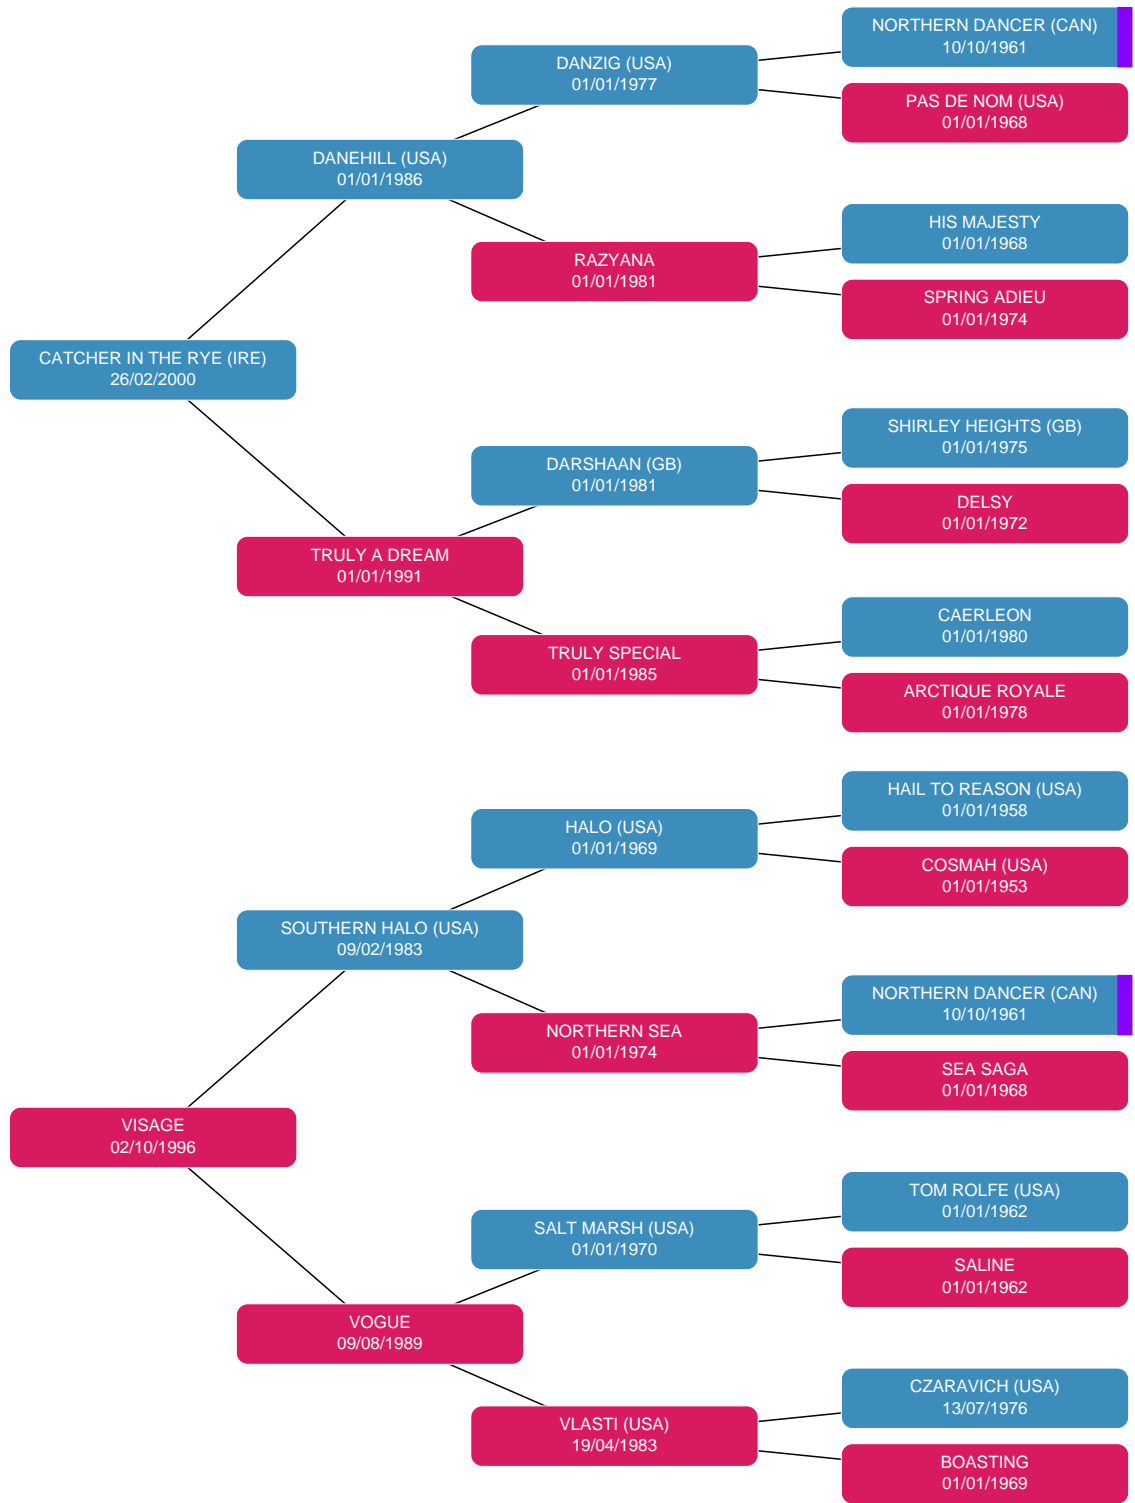 NORTHERN DANCER (CAN)
10/10/1961
DANZIG (USA)
01/01/1977
PAS DE NOM (USA)
01/01/1968
DANEHILL (USA)
01/01/1986
HIS MAJESTY
01/01/1968
RAZYANA
01/01/1981
SPRING ADIEU
01/01/1974
CATCHER IN THE RYE (IRE)
26/02/2000
SHIRLEY HEIGHTS (GB)
01/01/1975
DARSHAAN (GB)
01/01/1981
DELSY
01/01/1972
TRULY A DREAM
01/01/1991
CAERLEON
01/01/1980
TRULY SPECIAL
01/01/1985
ARCTIQUE ROYALE
01/01/1978
HAIL TO REASON (USA)
01/01/1958
HALO (USA)
01/01/1969
COSMAH (USA)
01/01/1953
SOUTHERN HALO (USA)
09/02/1983
NORTHERN DANCER (CAN)
10/10/1961
NORTHERN SEA
01/01/1974
SEA SAGA
01/01/1968
VISAGE
02/10/1996
TOM ROLFE (USA)
01/01/1962
SALT MARSH (USA)
01/01/1970
SALINE
01/01/1962
VOGUE
09/08/1989
CZARAVICH (USA)
13/07/1976
VLASTI (USA)
19/04/1983
BOASTING
01/01/1969